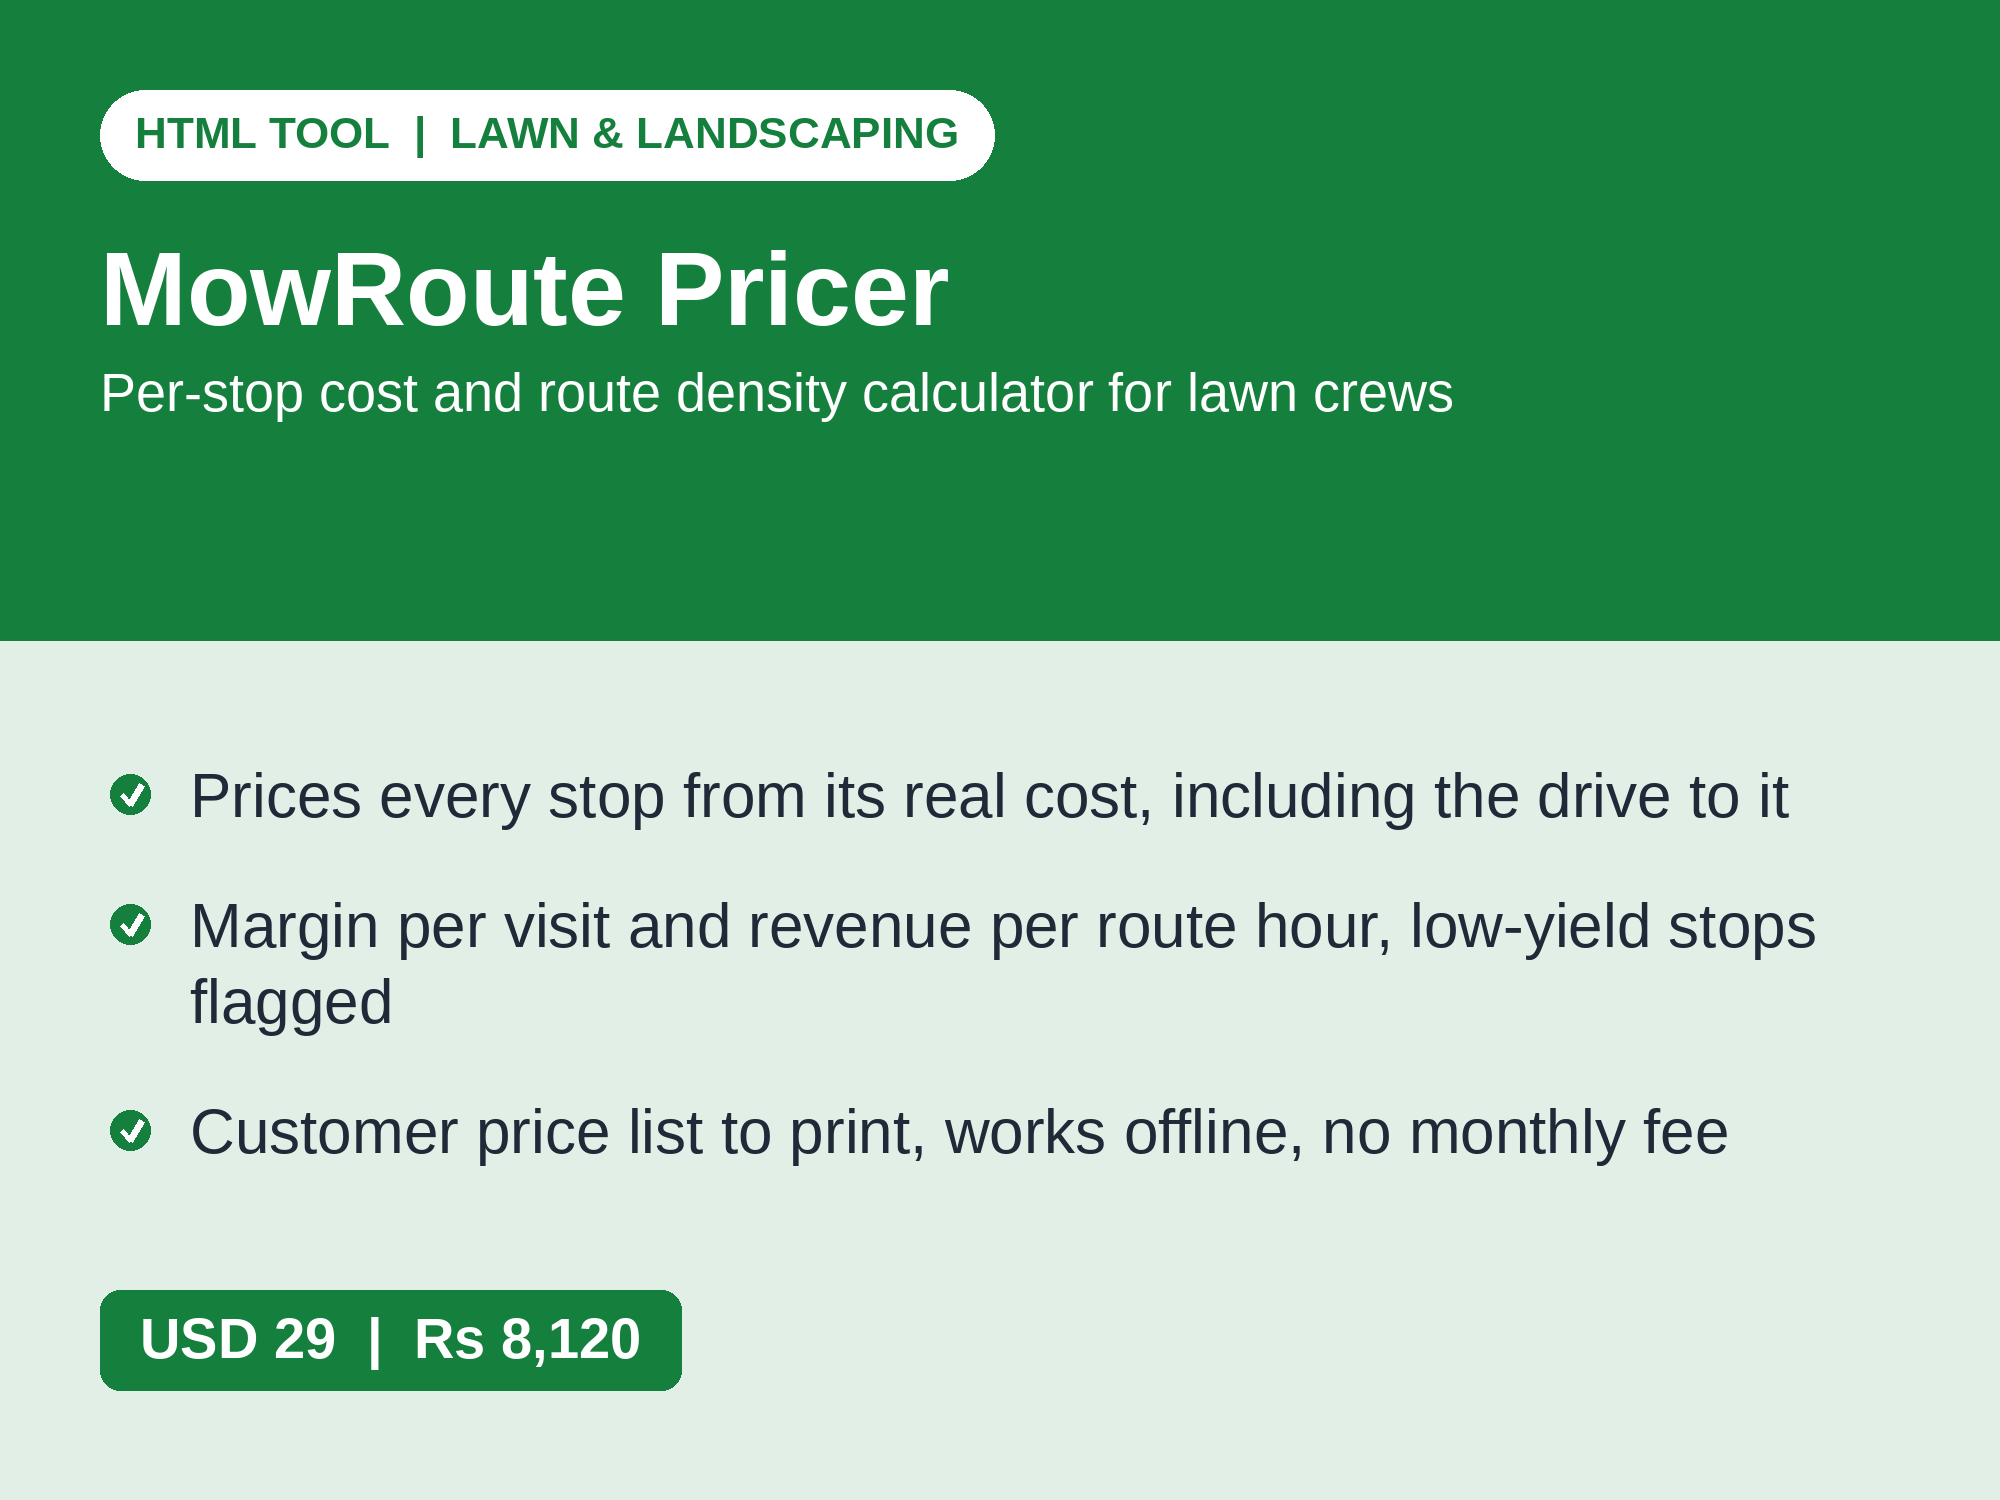 HTML TOOL | LAWN & LANDSCAPING
MowRoute Pricer
Per-stop cost and route density calculator for lawn crews
Prices every stop from its real cost, including the drive to it
Margin per visit and revenue per route hour, low-yield stops
flagged
Customer price list to print, works offline, no monthly fee
USD 29 | Rs 8,120